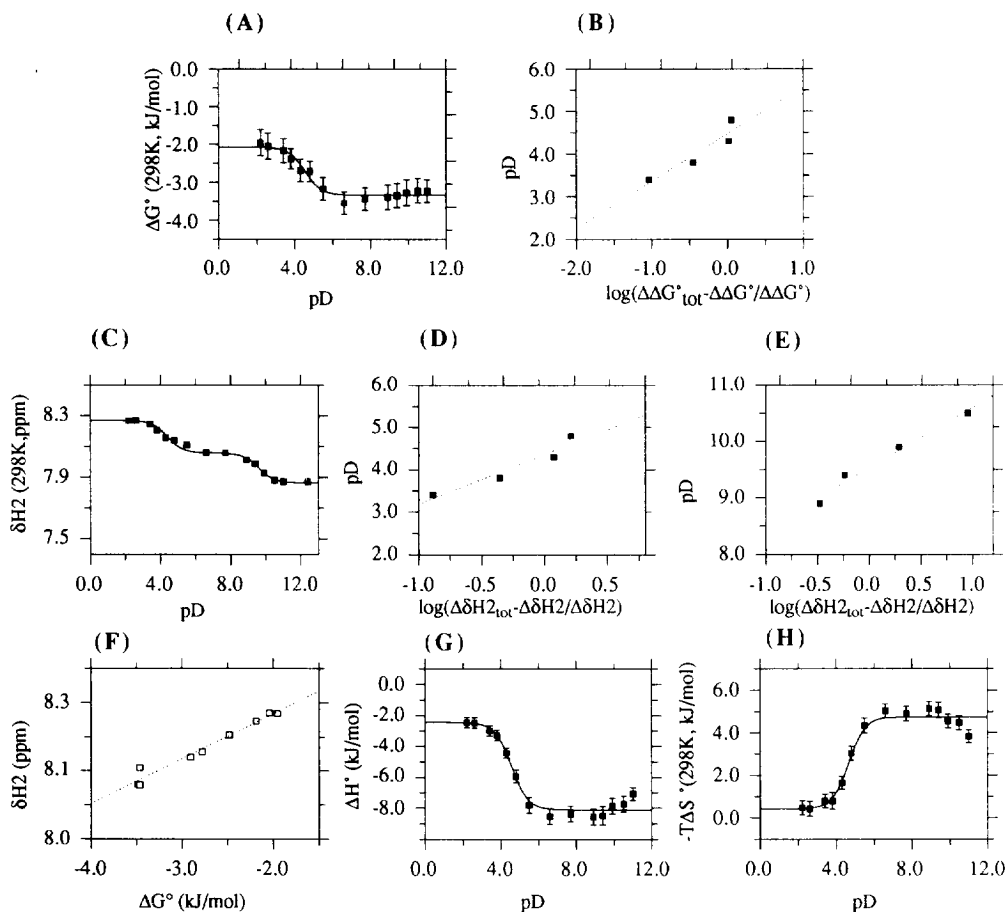 (A)
ΔG° (298K, kJ/mol)
0.0
-1.0
-2.0
-3.0
-4.0
0.0 4.0 8.0 12.0
pD
(B)
pD
6.0
4.0
2.0
-2.0 -1.0 0.0 1.0
log(ΔΔG°tot-ΔΔG°/ΔΔG°)
(C)
δH2 (298K,ppm)
8.3
7.9
7.5
0.0 4.0 8.0 12.0
pD
(D)
pD
6.0
5.0
3.0
2.0
-1.0 -0.5 0.0 0.5
log(ΔδH2tot-ΔδH2/ΔδH2)
(E)
pD
11.0
10.0
9.0
8.0
-1.0 -0.5 0.0 0.5 1.0
log(ΔδH2tot-ΔδH2/ΔδH2)
(F)
δH2 (ppm)
8.3
8.1
8.0
-4.0 -3.0 -2.0
ΔG° (kJ/mol)
(G)
ΔH° (kJ/mol)
0.0
-2.0
-4.0
-6.0
-8.0
0.0 4.0 8.0 12.0
pD
(H)
-TΔS°(298K, kJ/mol)
6.0
4.0
2.0
0.0
0.0 4.0 8.0 12.0
pD